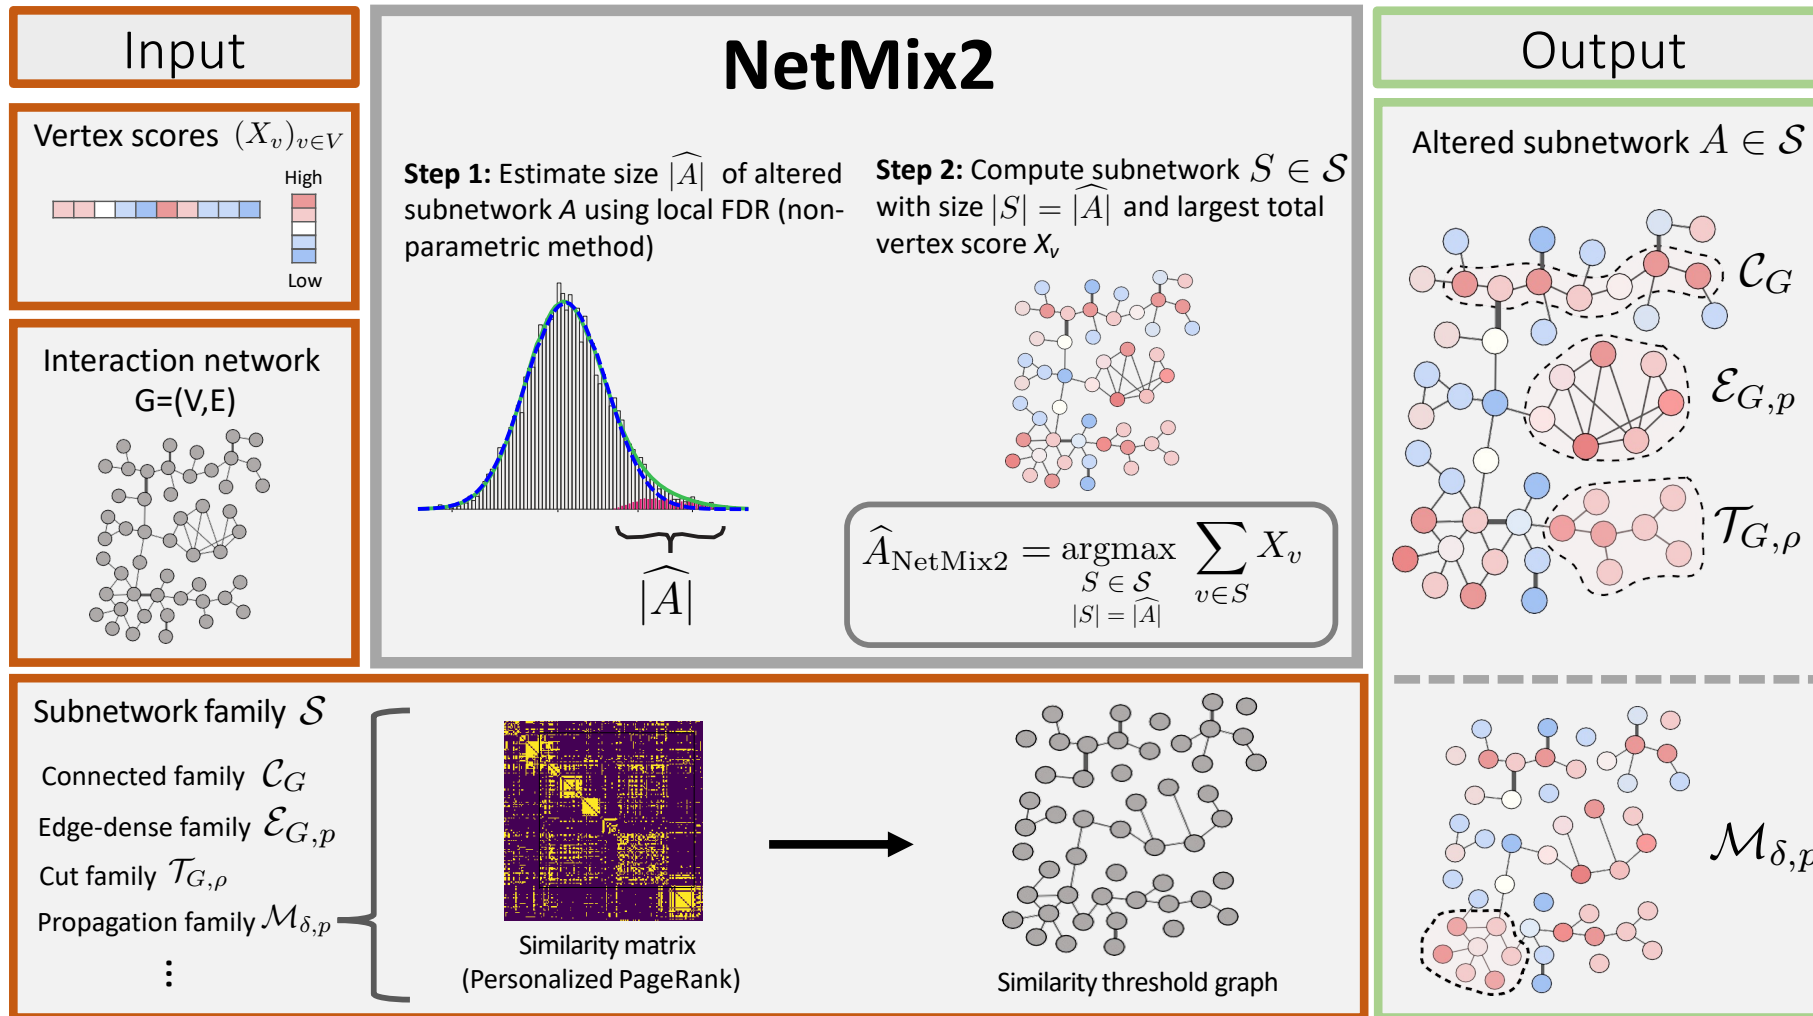 Input
Vertex scores (X_v)_{v∈V}
High
Low
Interaction network
G=(V,E)
NetMix2
Step 1: Estimate size |Â| of altered
subnetwork A using local FDR (non-
parametric method)
|Â|
Step 2: Compute subnetwork S ∈ 𝒮
with size |S| = |Â| and largest total
vertex score X_v
Â_{NetMix2} = argmax ∑ X_v
S ∈ 𝒮
|S| = |Â|
v∈S
Subnetwork family 𝒮
Connected family 𝒞_G
Edge-dense family ℰ_{G,p}
Cut family 𝒯_{G,ρ}
Propagation family ℳ_{δ,p}
⋮
Similarity matrix
(Personalized PageRank)
Similarity threshold graph
Output
Altered subnetwork A ∈ 𝒮
𝒞_G
ℰ_{G,p}
𝒯_{G,ρ}
ℳ_{δ,p}